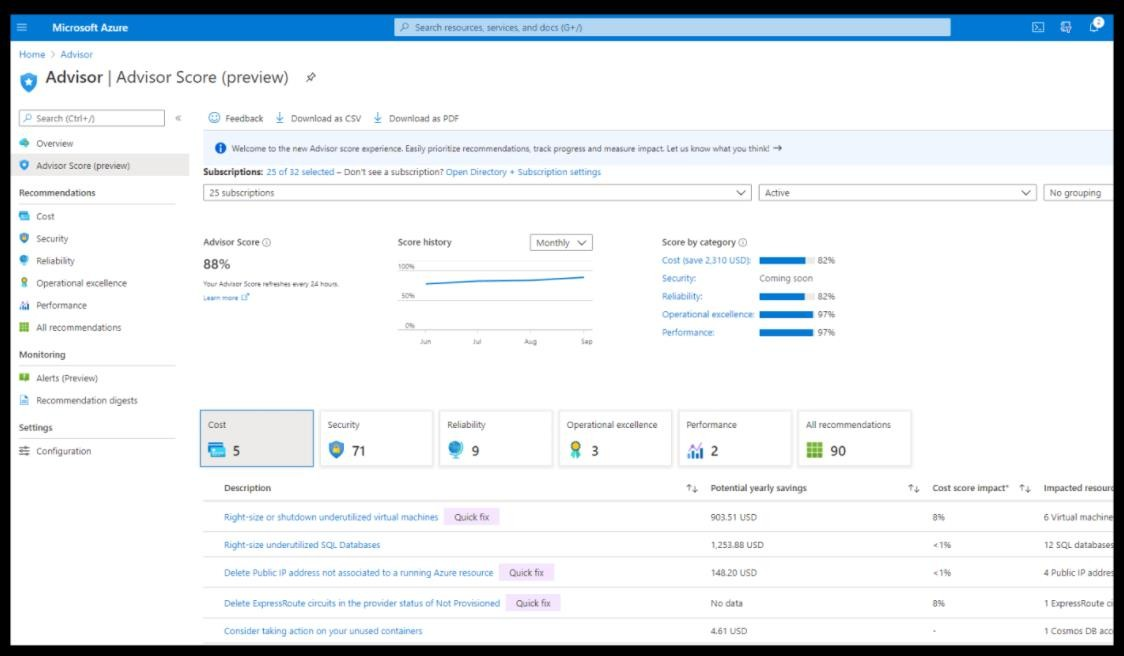 Microsoft Azure
Search resources, services, and docs (G+/)
Home > Advisor
Advisor | Advisor Score (preview)
Search (Ctrl+/)
«
Overview
Advisor Score (preview)
Recommendations
Cost
Security
Reliability
Operational excellence
Performance
All recommendations
Monitoring
Alerts (Preview)
Recommendation digests
Settings
Configuration
Feedback
Download as CSV
Download as PDF
Welcome to the new Advisor score experience. Easily prioritize recommendations, track progress and measure impact. Let us know what you think! →
Subscriptions: 25 of 32 selected – Don't see a subscription? Open Directory + Subscription settings
25 subscriptions
Active
No grouping
Advisor Score
88%
Your Advisor Score refreshes every 24 hours.
Learn more
Score history
Monthly
100%
50%
0%
Jun Jul Aug Sep
Score by category
Cost (save 2,310 USD): 82%
Security: Coming soon
Reliability: 82%
Operational excellence: 97%
Performance: 97%
Cost
5
Security
71
Reliability
9
Operational excellence
3
Performance
2
All recommendations
90
Description ↑↓ Potential yearly savings ↑↓ Cost score impact* ↑↓ Impacted resourc
Right-size or shutdown underutilized virtual machines Quick fix 903.51 USD 8% 6 Virtual machine
Right-size underutilized SQL Databases 1,253.88 USD <1% 12 SQL databases
Delete Public IP address not associated to a running Azure resource Quick fix 148.20 USD <1% 4 Public IP addres
Delete ExpressRoute circuits in the provider status of Not Provisioned Quick fix No data 8% 1 ExpressRoute ci
Consider taking action on your unused containers 4.61 USD - 1 Cosmos DB acc